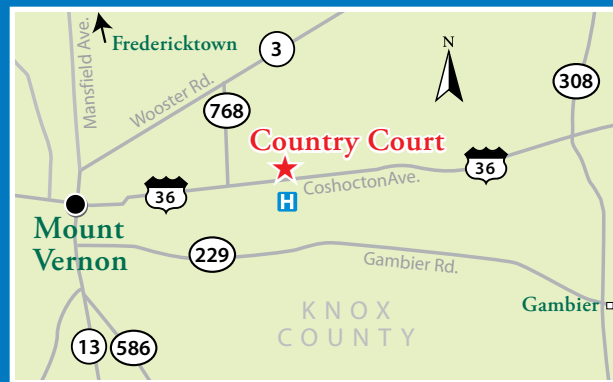 Fredericktown
Mansfield Ave.
Wooster Rd.
3
N
308
768
Country Court
36
36
Coshocton Ave.
H
Mount
Vernon
229
Gambier Rd.
Gambier
KNOX
COUNTY
13
586